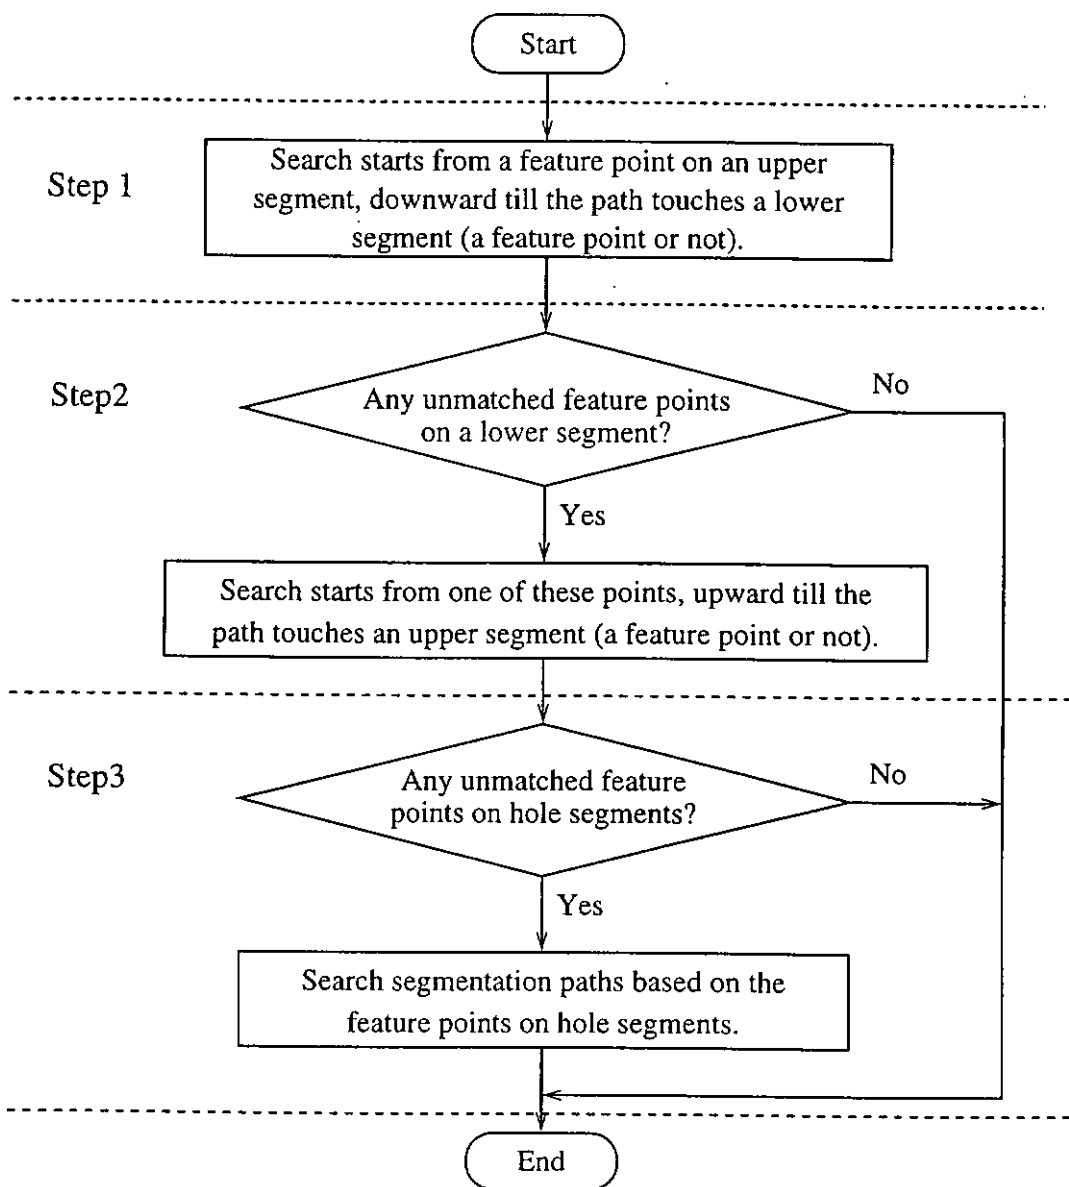 Start
Step 1
Search starts from a feature point on an upper
segment, downward till the path touches a lower
segment (a feature point or not).
Step2
Any unmatched feature points
on a lower segment?
No
Yes
Search starts from one of these points, upward till the
path touches an upper segment (a feature point or not).
Step3
Any unmatched feature
points on hole segments?
No
Yes
Search segmentation paths based on the
feature points on hole segments.
End